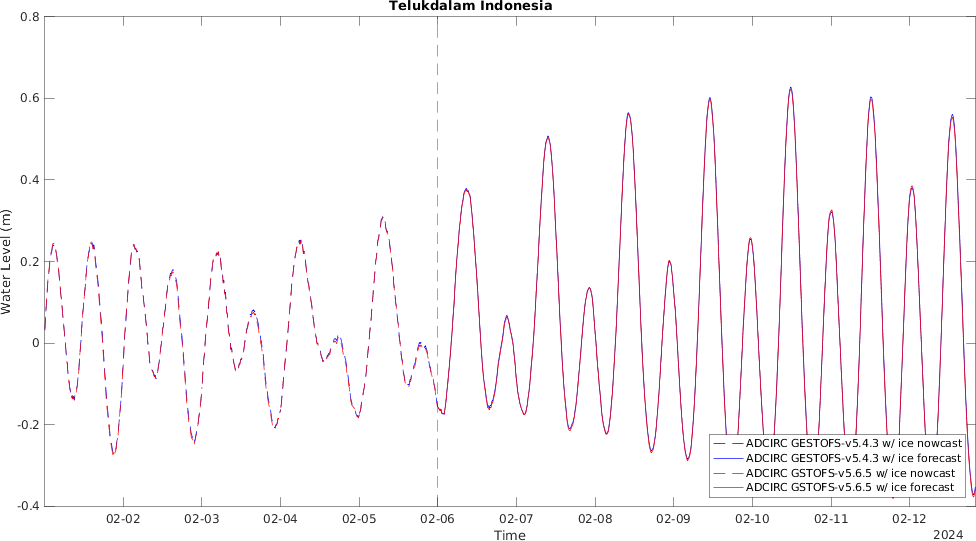 Telukdalam Indonesia
Water Level (m)
0.8
0.6
0.4
0.2
0
-0.2
-0.4
ADCIRC GESTOFS-v5.4.3 w/ ice nowcast
ADCIRC GESTOFS-v5.4.3 w/ ice forecast
ADCIRC GSTOFS-v5.6.5 w/ ice nowcast
ADCIRC GSTOFS-v5.6.5 w/ ice forecast
02-02 02-03 02-04 02-05 02-06 02-07 02-08 02-09 02-10 02-11 02-12
Time
2024